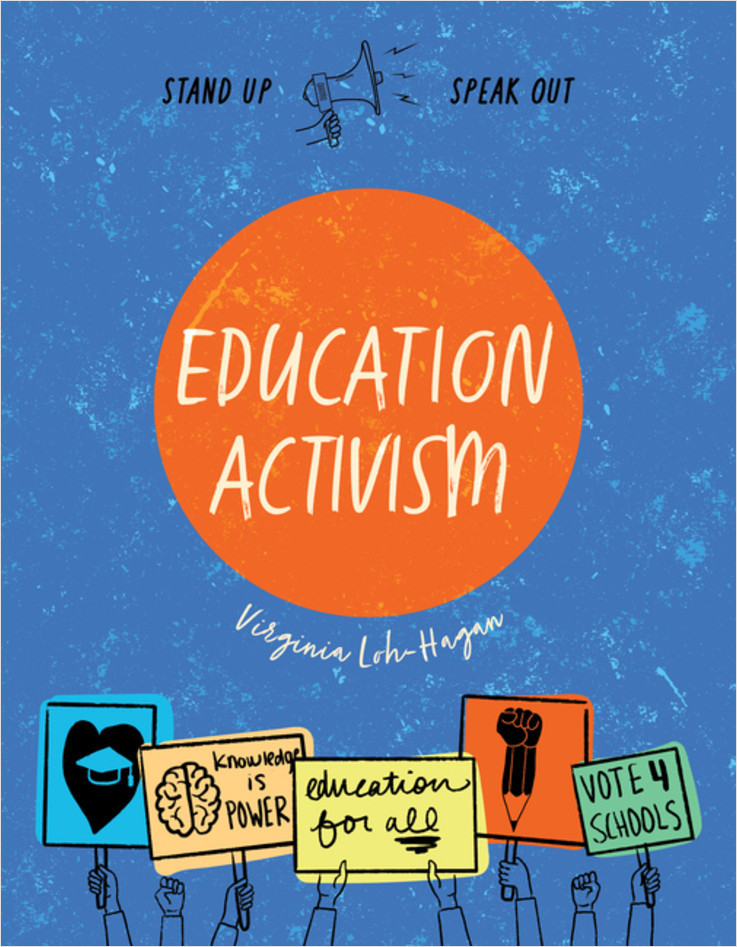 STAND UP SPEAK OUT
EDUCATION
ACTIVISM
Virginia Loh-Hagan
knowledge
is
POWER
education
for all
VOTE 4
SCHOOLS